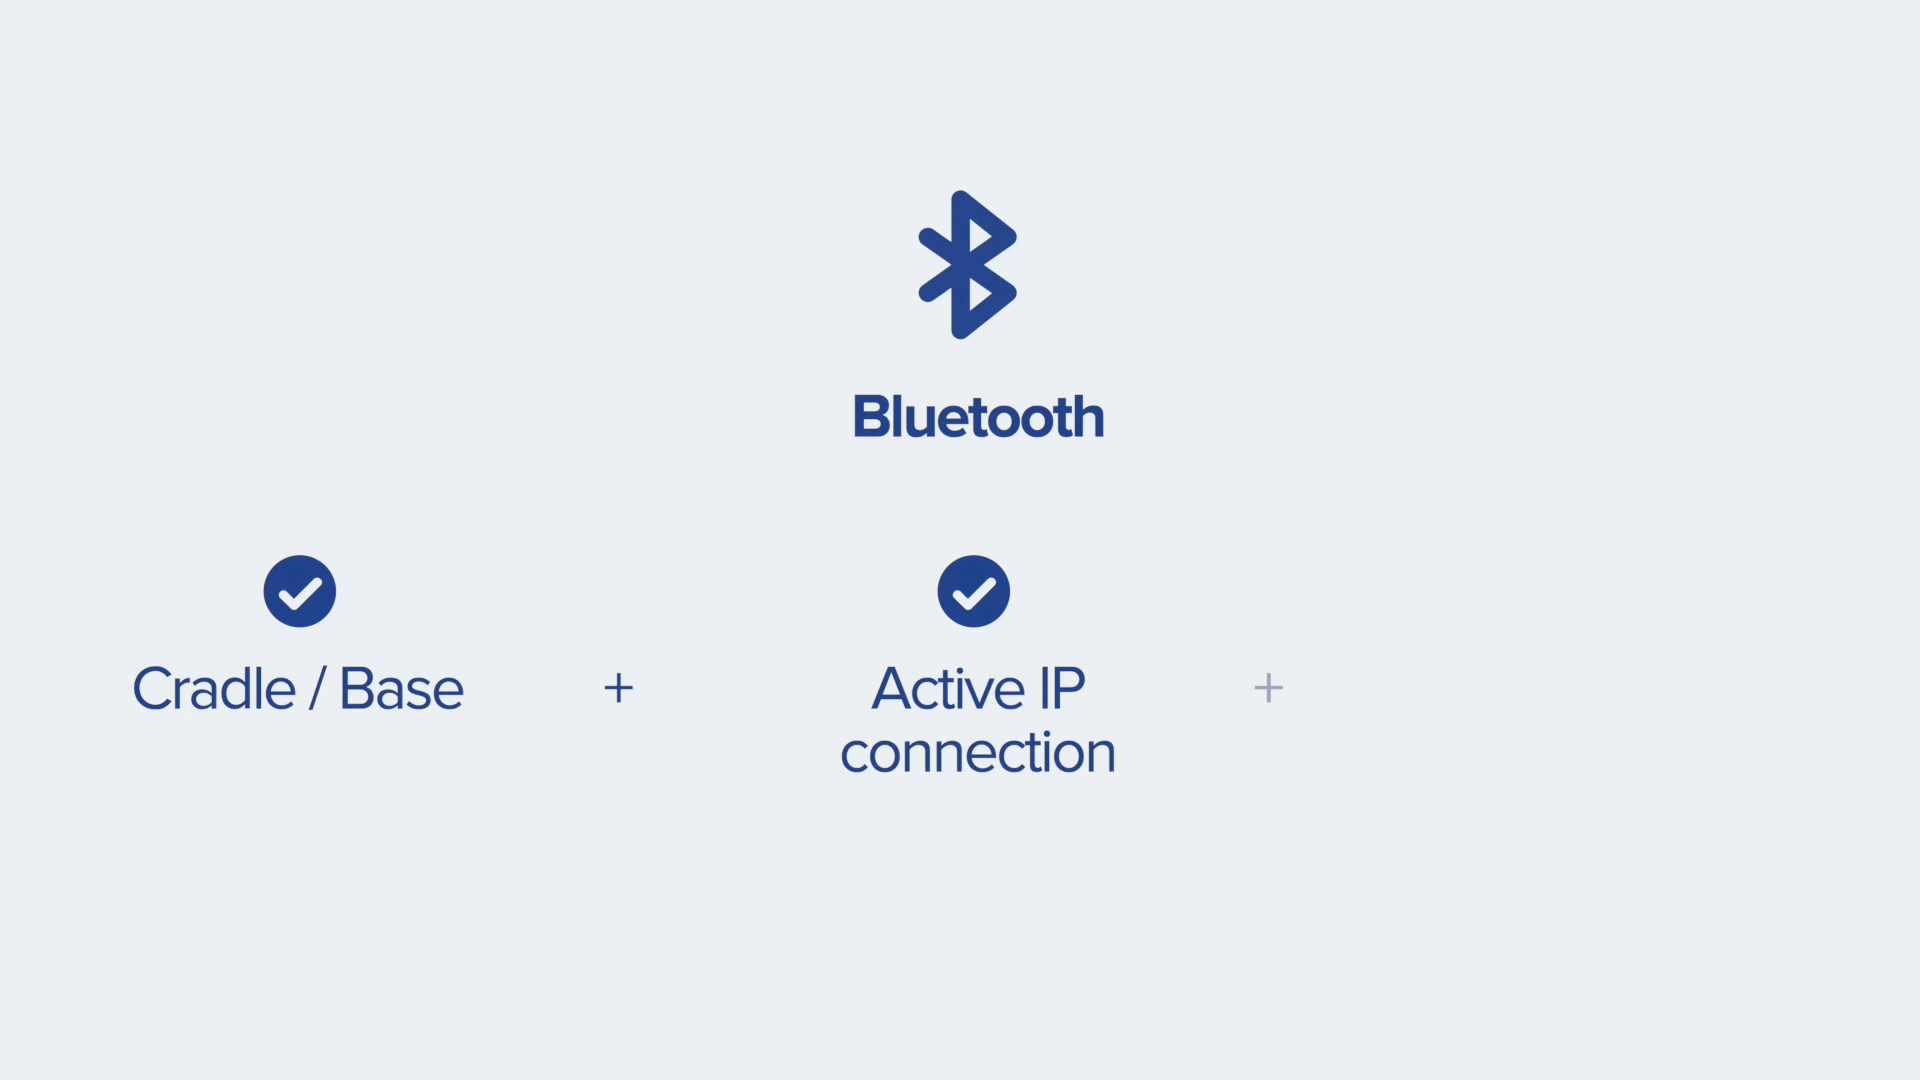 Bluetooth
Cradle / Base + Active IP +
connection